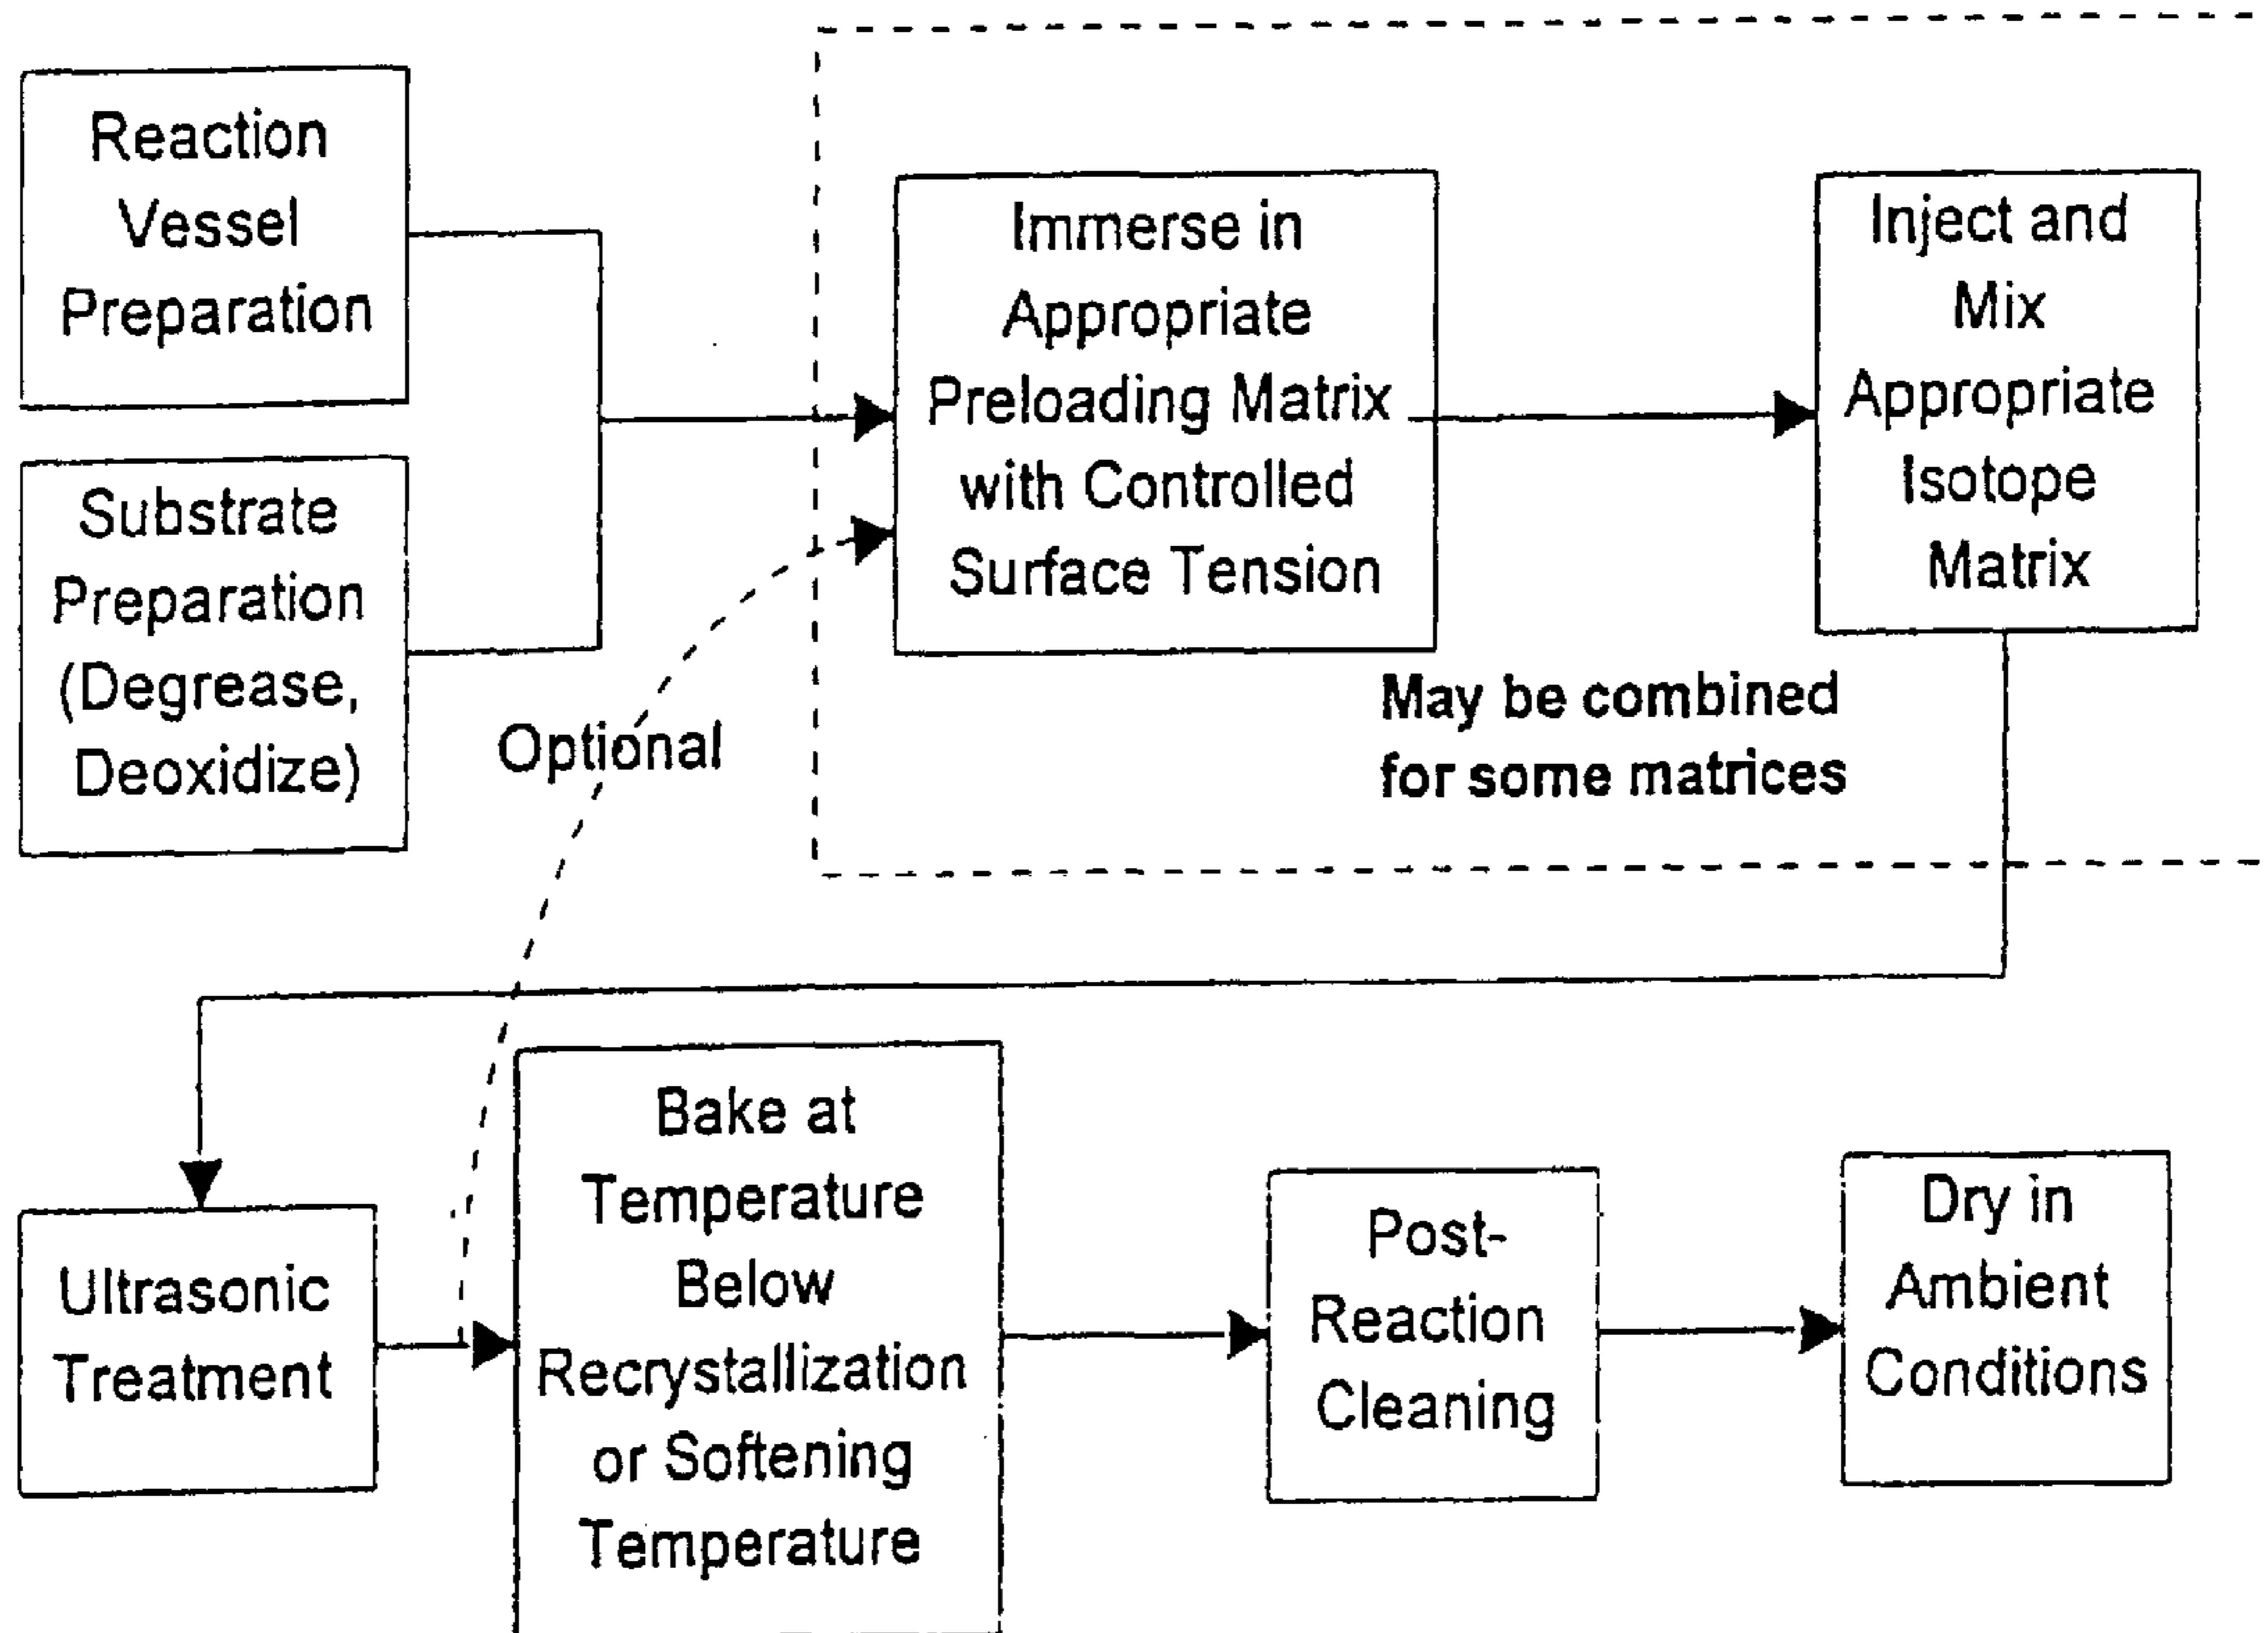 Reaction
Vessel
Preparation
Substrate
Preparation
(Degrease,
Deoxidize)
Optional
Immerse in
Appropriate
Preloading Matrix
with Controlled
Surface Tension
Inject and
Mix
Appropriate
Isotope
Matrix
May be combined
for some matrices
Ultrasonic
Treatment
Bake at
Temperature
Below
Recrystallization
or Softening
Temperature
Post-
Reaction
Cleaning
Dry in
Ambient
Conditions